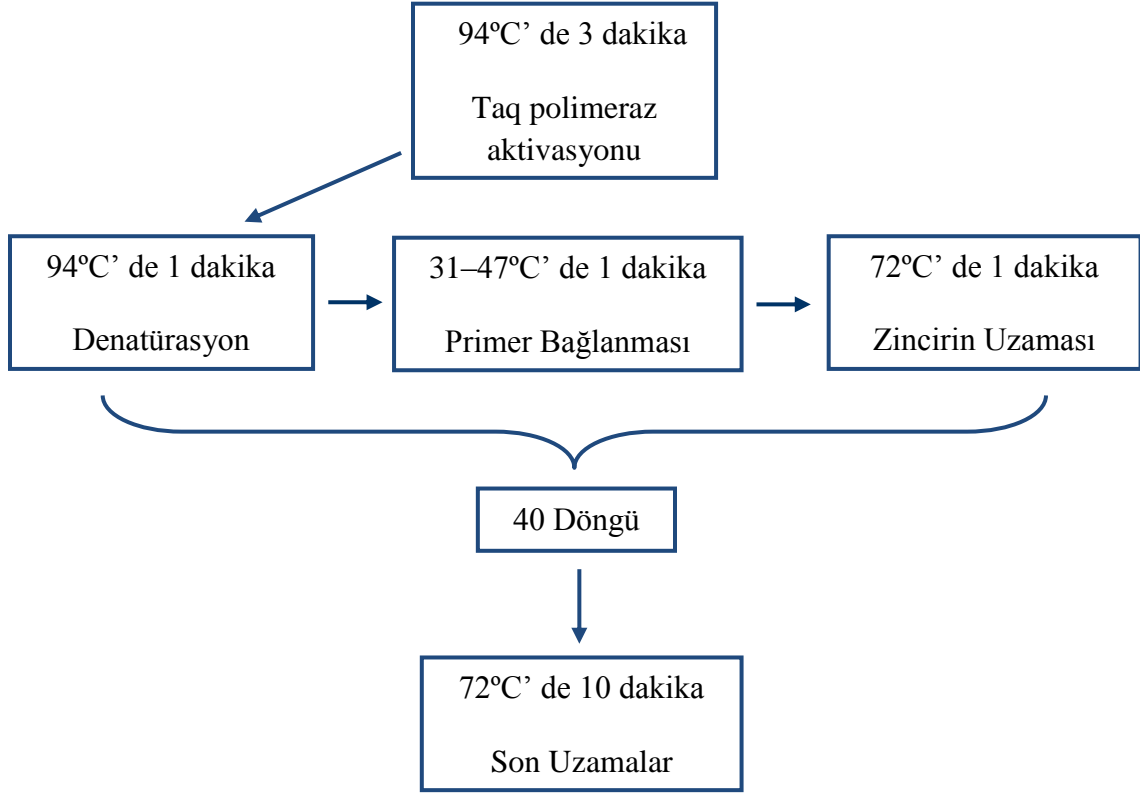 94ºC’ de 3 dakika
Taq polimeraz
aktivasyonu
94ºC’ de 1 dakika
Denatürasyon
31–47ºC’ de 1 dakika
Primer Bağlanması
72ºC’ de 1 dakika
Zincirin Uzaması
40 Döngü
72ºC’ de 10 dakika
Son Uzamalar